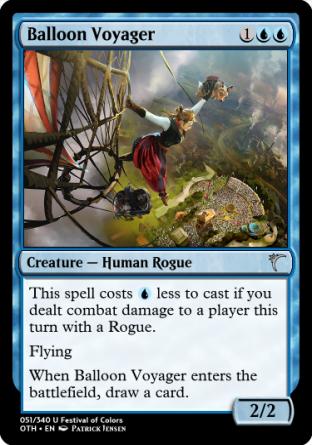 Balloon Voyager 1
Creature — Human Rogue
This spell costs less to cast if you
dealt combat damage to a player this
turn with a Rogue.
Flying
When Balloon Voyager enters the
battlefield, draw a card.
2/2
051/340 U Festival of Colors
OTH • EN Patrick Jensen